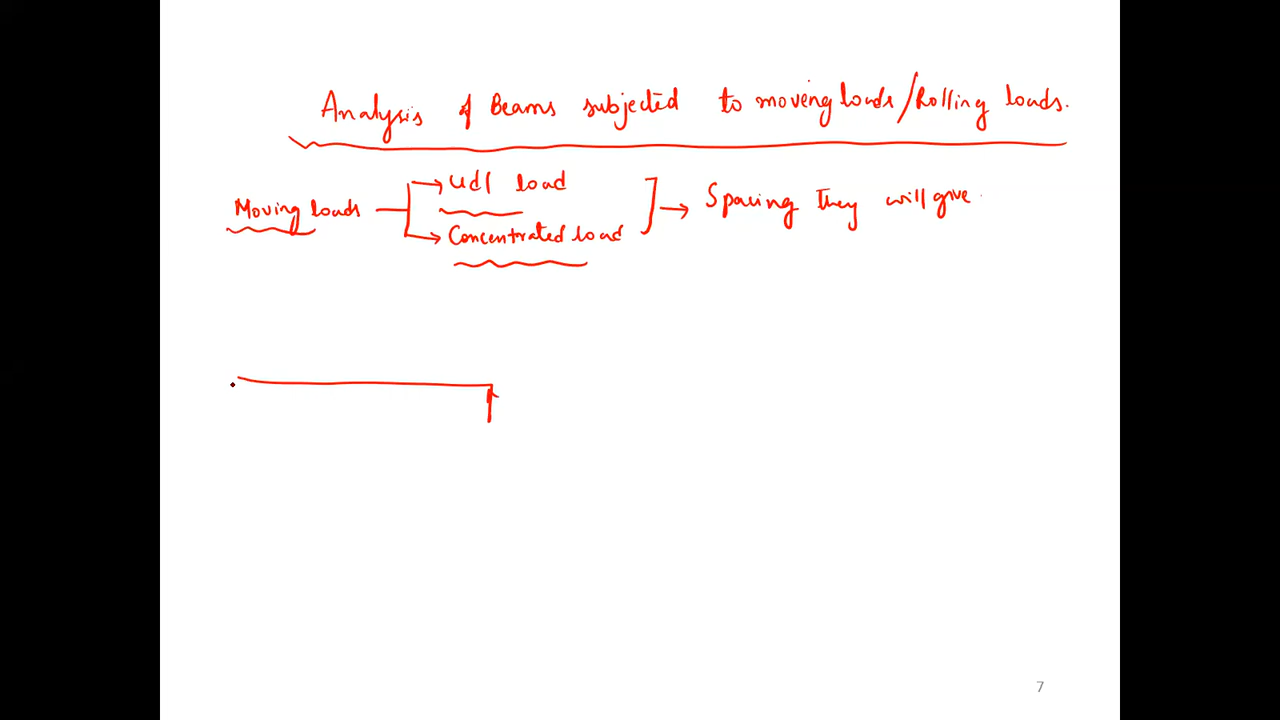 Analysis of Beams subjected to moving loads/Rolling loads.
Udl load
Moving loads
Spacing they will give
Concentrated load
7